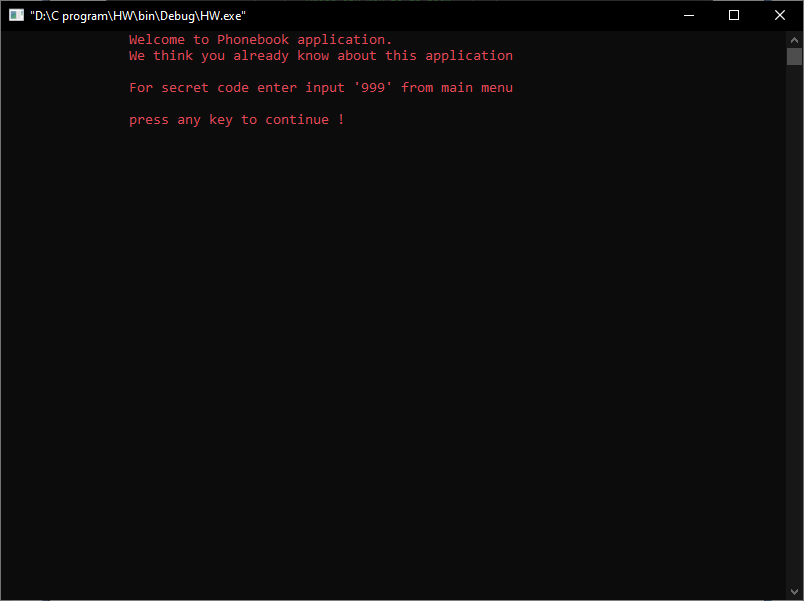 "D:\C program\HW\bin\Debug\HW.exe"
Welcome to Phonebook application.
We think you already know about this application
For secret code enter input '999' from main menu
press any key to continue !